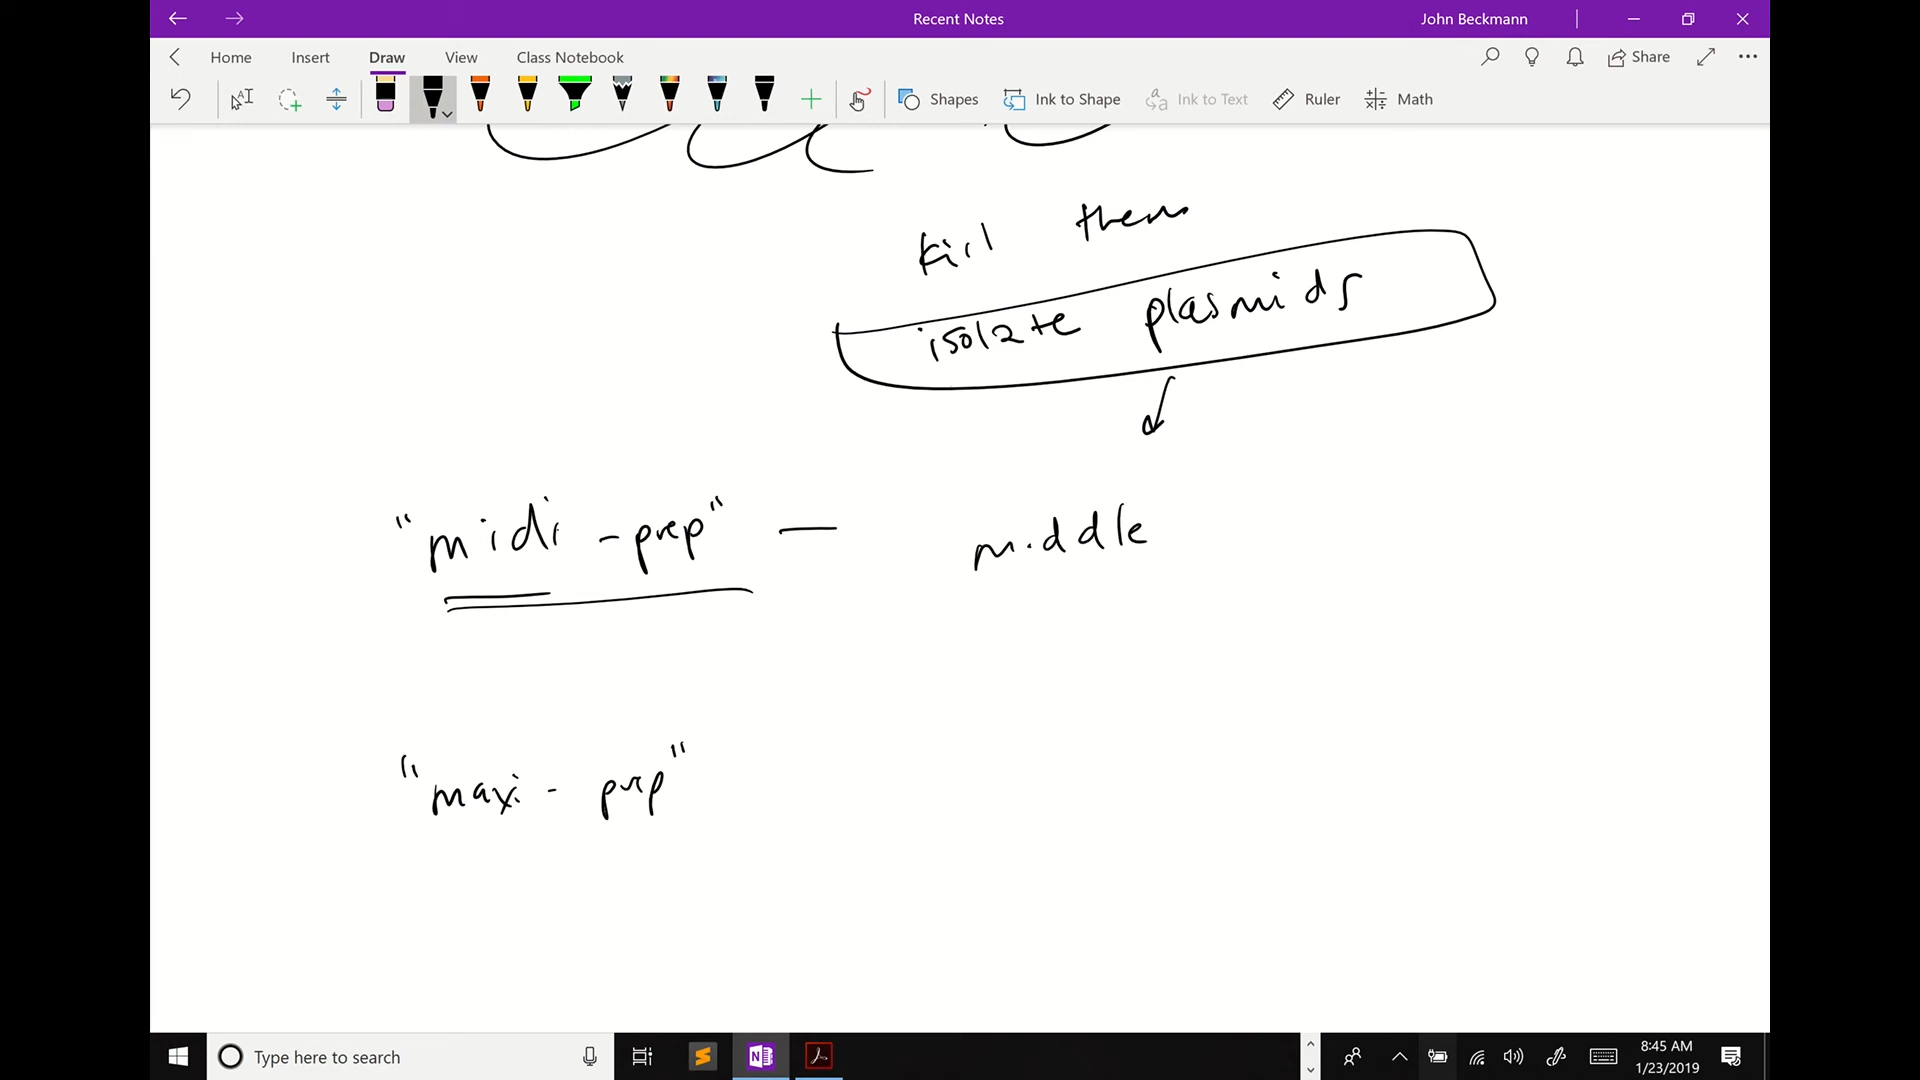 Recent Notes
John Beckmann
Home Insert Draw View Class Notebook
Share
Shapes Ink to Shape Ink to Text Ruler Math
kill them
isolate plasmids
"midi - prep" — middle
"maxi - prep"
Type here to search
8:45 AM
1/23/2019